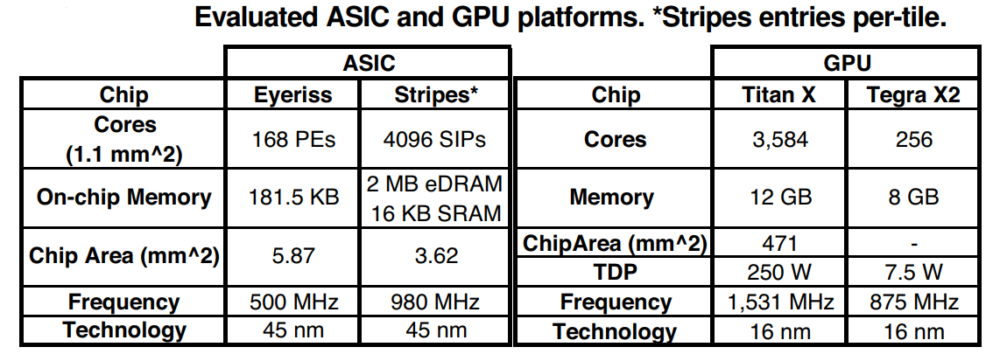 Evaluated ASIC and GPU platforms. *Stripes entries per-tile.
ASIC
Chip Eyeriss Stripes*
Cores
(1.1 mm^2) 168 PEs 4096 SIPs
On-chip Memory 181.5 KB 2 MB eDRAM
16 KB SRAM
Chip Area (mm^2) 5.87 3.62
Frequency 500 MHz 980 MHz
Technology 45 nm 45 nm
GPU
Chip Titan X Tegra X2
Cores 3,584 256
Memory 12 GB 8 GB
ChipArea (mm^2) 471 -
TDP 250 W 7.5 W
Frequency 1,531 MHz 875 MHz
Technology 16 nm 16 nm